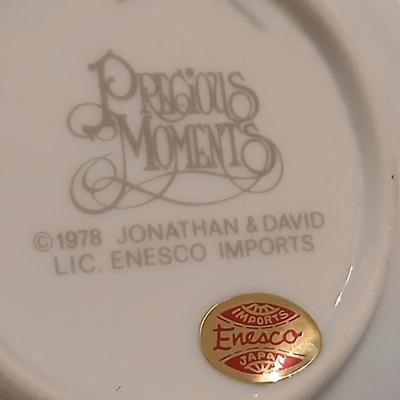 PRECIOUS
MOMENTS
©1978 JONATHAN & DAVID
LIC. ENESCO IMPORTS
IMPORTS
Enesco
JAPAN